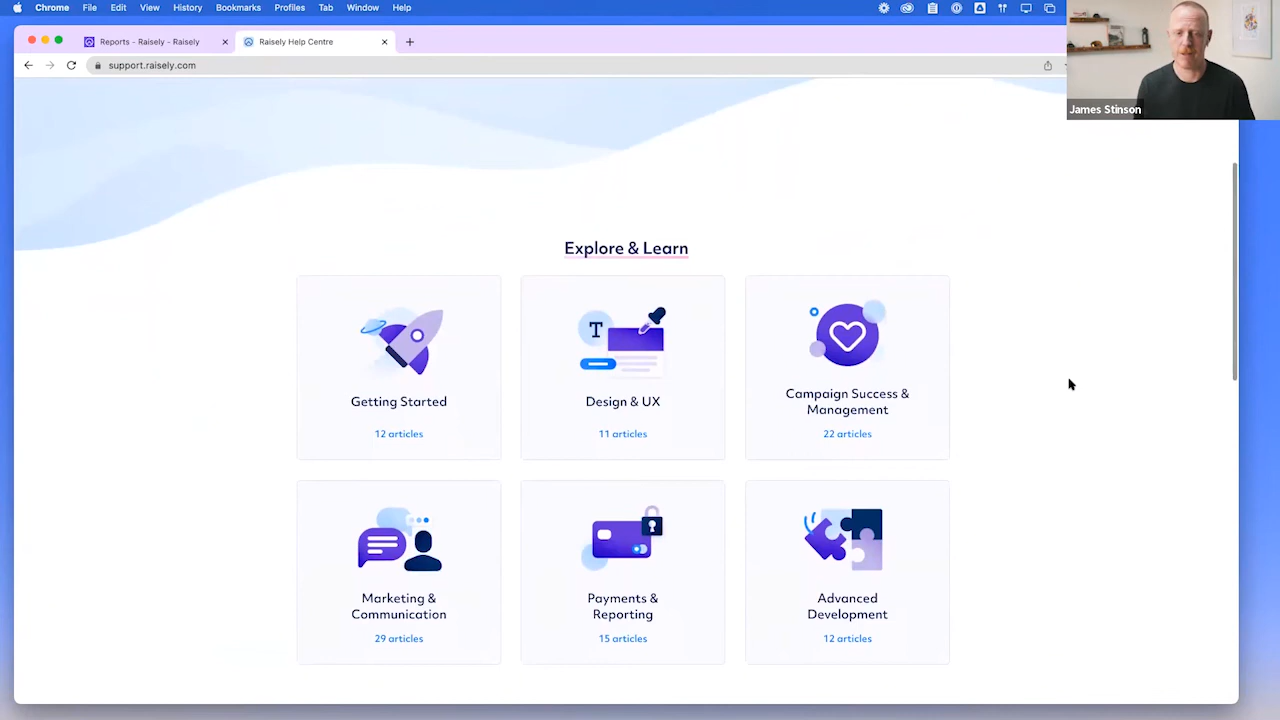 Chrome File Edit View History Bookmarks Profiles Tab Window Help
Reports - Raisely - Raisely
Raisely Help Centre
support.raisely.com
James Stinson
Explore & Learn
Getting Started
12 articles
T
Design & UX
11 articles
Campaign Success &
Management
22 articles
Marketing &
Communication
29 articles
Payments &
Reporting
15 articles
Advanced
Development
12 articles